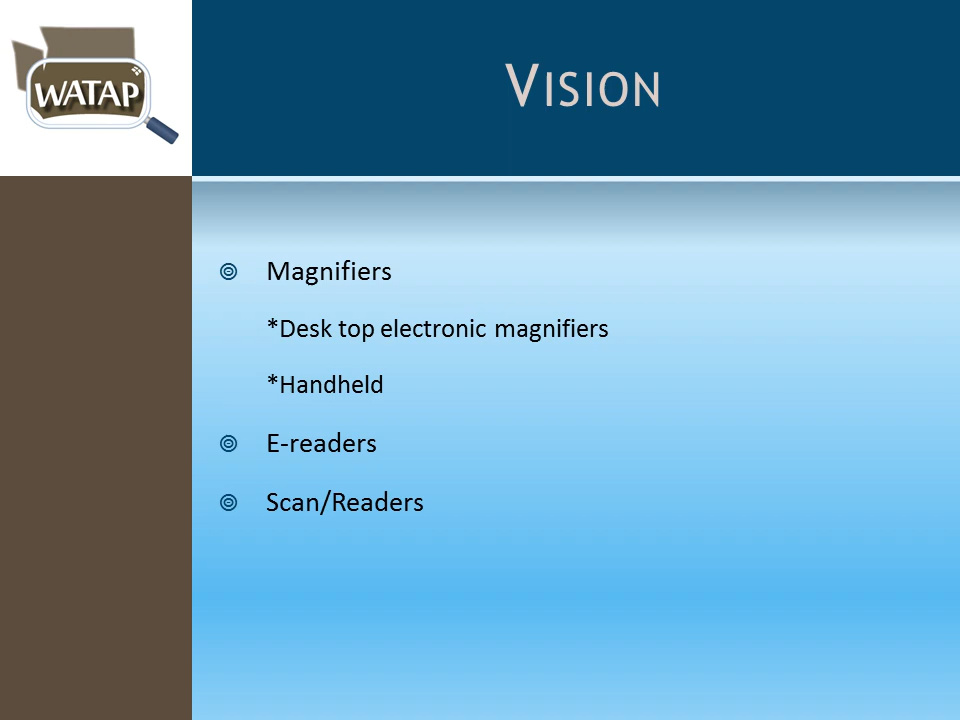 WATAP
Vision
Magnifiers
*Desk top electronic magnifiers
*Handheld
E-readers
Scan/Readers